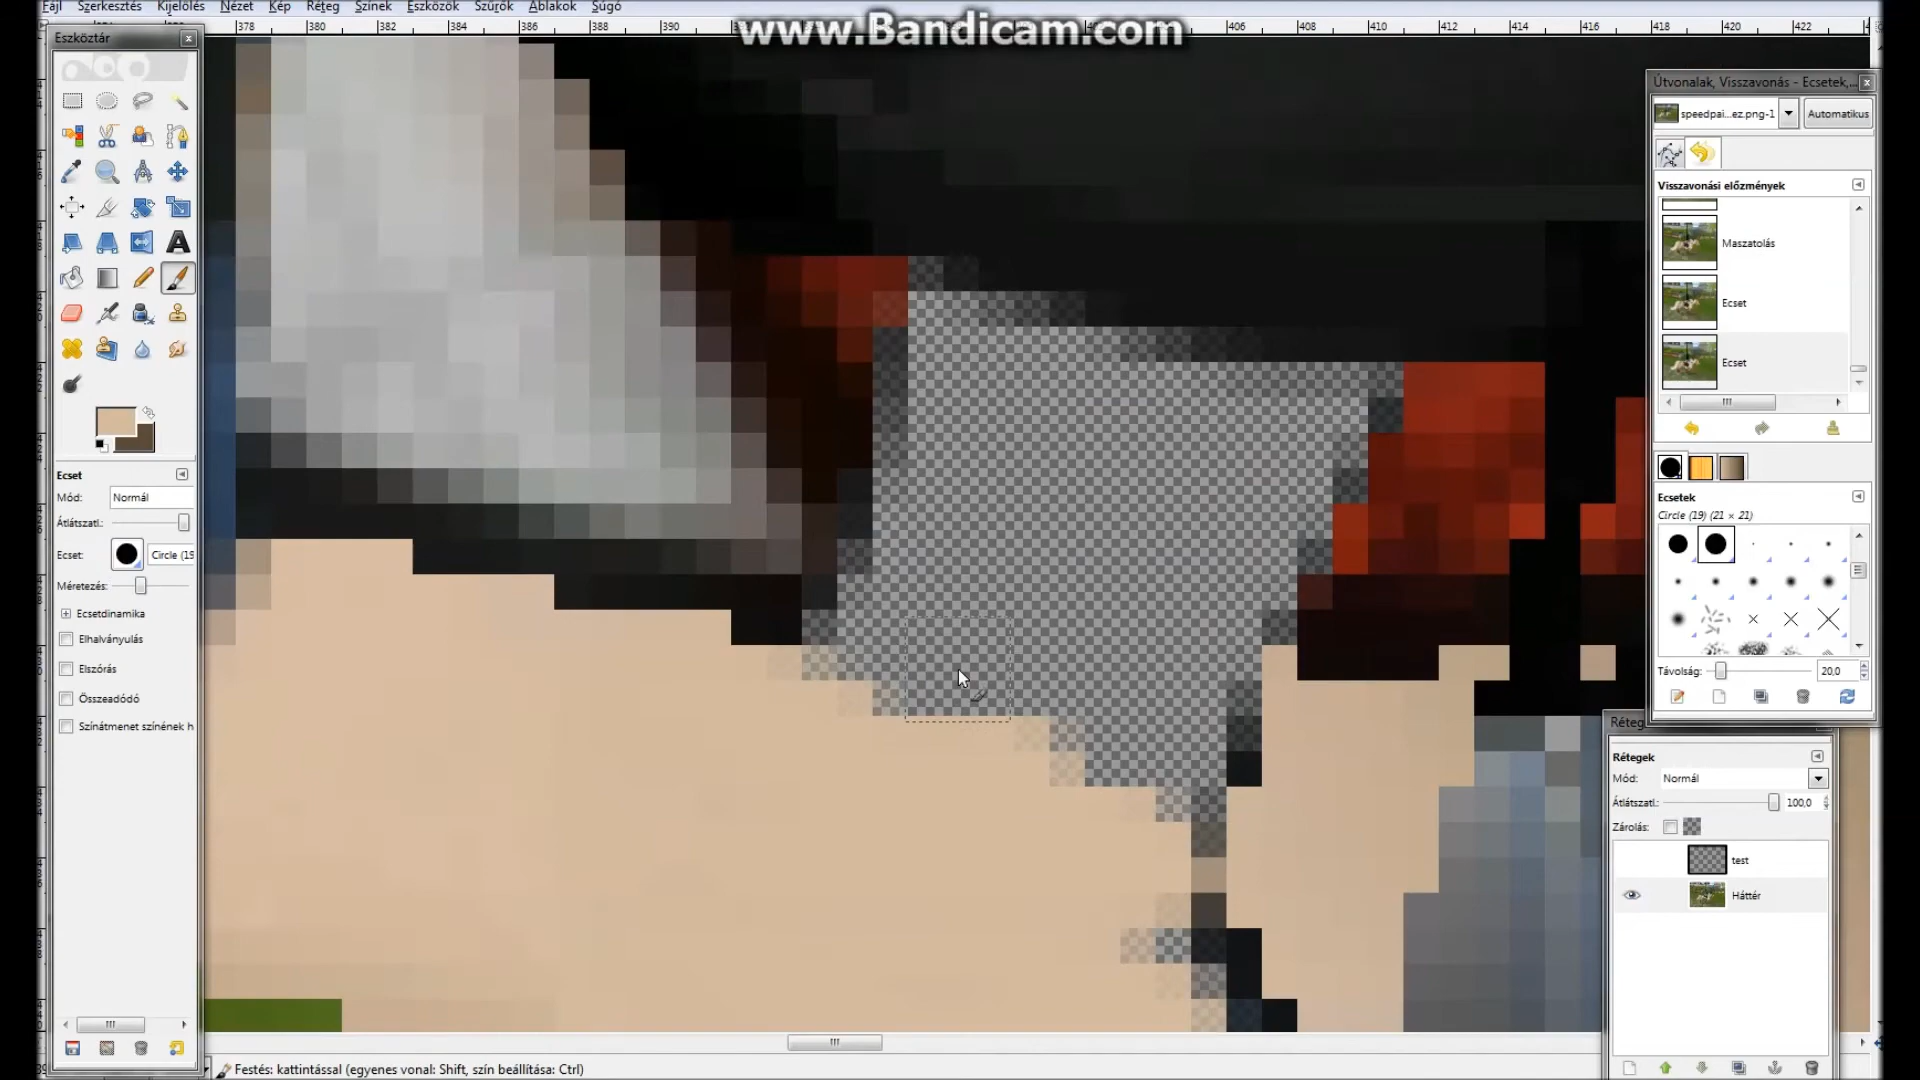 Fájl Szerkesztés Kijelölés Nézet Kép Réteg Színek Eszközök Szűrők Ablakok Súgó
www.Bandicam.com
378 380 382 384 386 388 390 406 408 410 412 414 416 418 420 422
Eszköztár
Ecset
Mód: Normál
Átlátszatl.:
Ecset: Circle (19
Méretezés:
Ecsetdinamika
Elhalványulás
Elszórás
Összeadódó
Színátmenet színének h
Festés: kattintással (egyenes vonal: Shift, szín beállítása: Ctrl)
Útvonalak, Visszavonás - Ecsetek,...
speedpai...ez.png-1 Automatikus
Visszavonási előzmények
Maszatolás
Ecset
Ecset
Ecsetek
Circle (19) (21 × 21)
Távolság: 20,0
Réteg
Rétegek
Mód: Normál
Átlátszatl.: 100,0
Zárolás:
test
Háttér